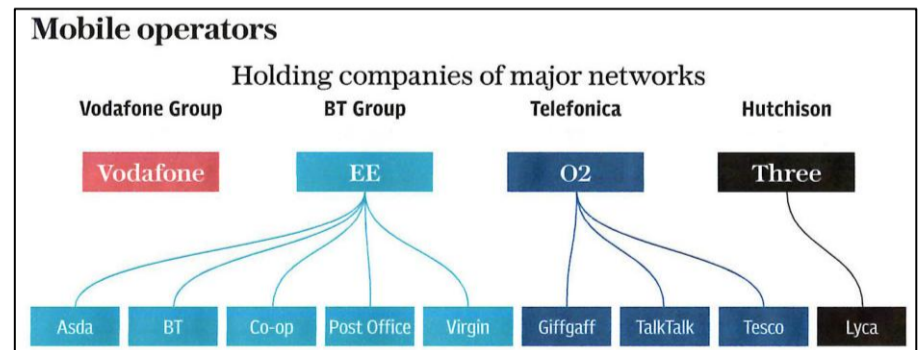 Mobile operators
Holding companies of major networks
Vodafone Group BT Group Telefonica Hutchison
Vodafone EE O2 Three
Asda BT Co-op Post Office Virgin Giffgaff TalkTalk Tesco Lyca